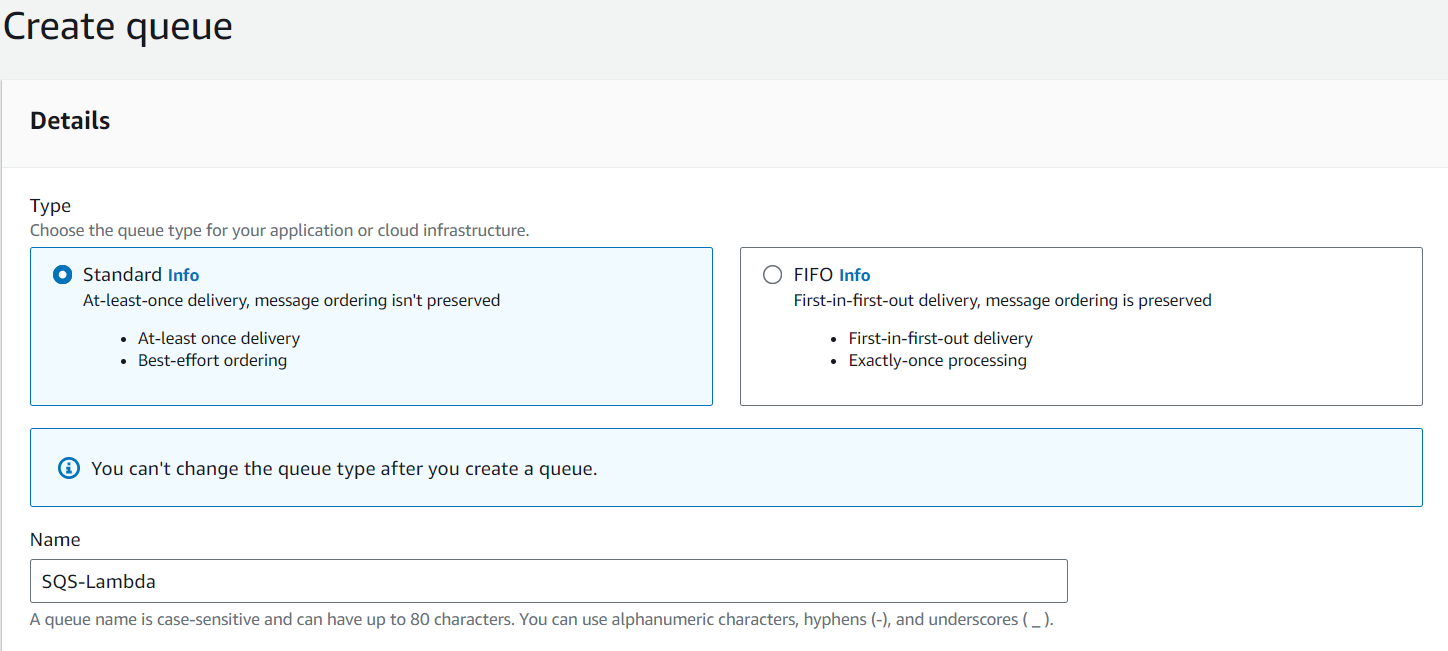 Create queue
Details
Type
Choose the queue type for your application or cloud infrastructure.
Standard Info
At-least-once delivery, message ordering isn't preserved
• At-least once delivery
• Best-effort ordering
FIFO Info
First-in-first-out delivery, message ordering is preserved
• First-in-first-out delivery
• Exactly-once processing
You can't change the queue type after you create a queue.
Name
SQS-Lambda
A queue name is case-sensitive and can have up to 80 characters. You can use alphanumeric characters, hyphens (-), and underscores ( _ ).